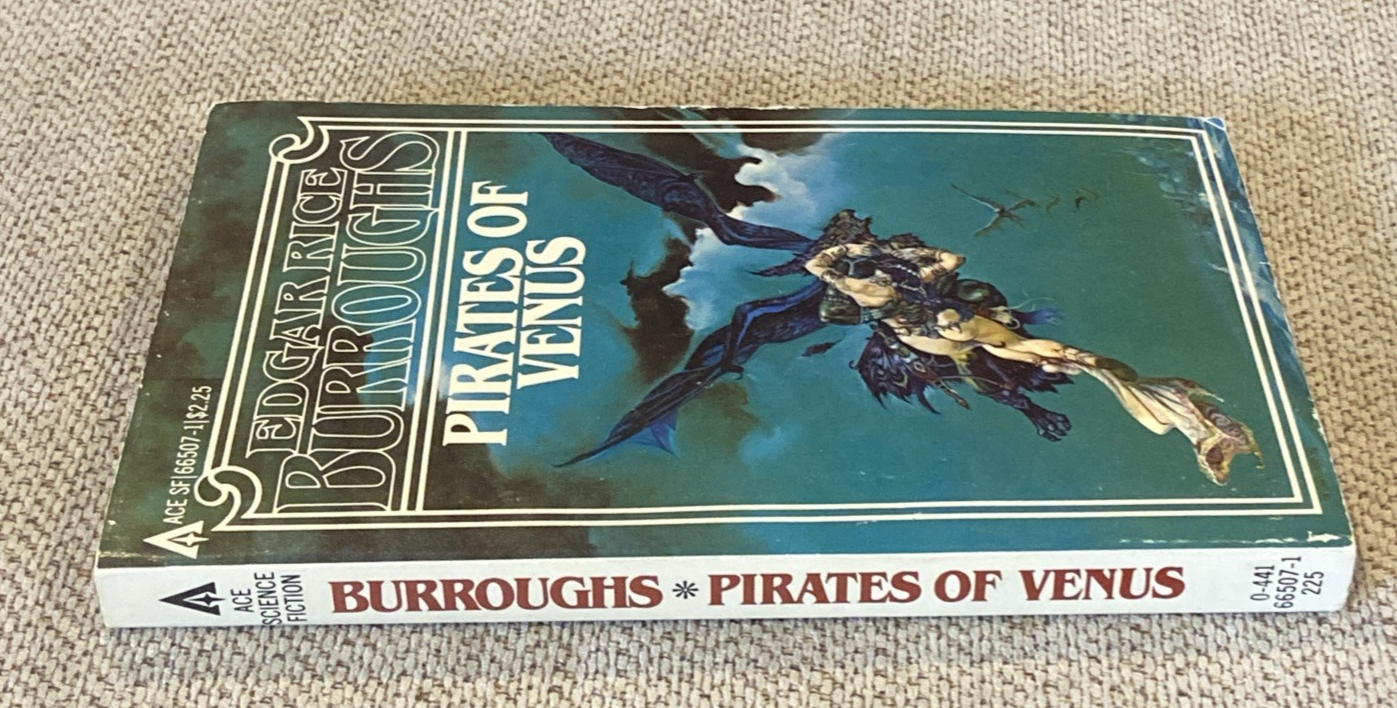 ACE SF|66507-1|$2.25
EDGAR RICE
BURROUGHS
PIRATES OF
VENUS
ACE
SCIENCE
FICTION
BURROUGHS * PIRATES OF VENUS
0-441
66507-1
225